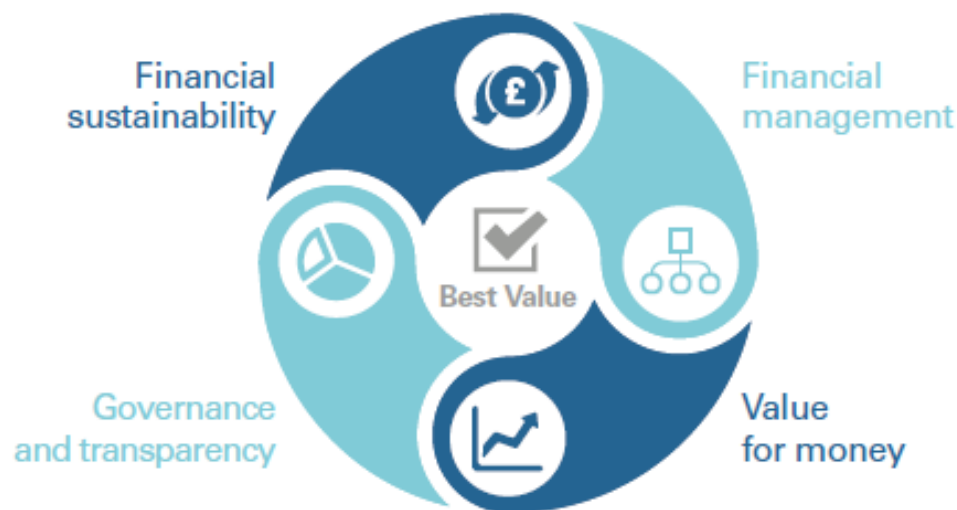 Financial
sustainability
£
Financial
management
Best Value
Governance
and transparency
Value
for money